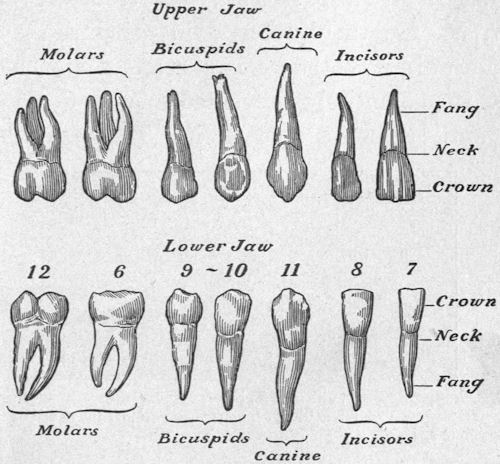 Upper Jaw
Molars
Bicuspids
Canine
Incisors
Fang
Neck
Crown
Lower Jaw
12 6 9 ~ 10 11 8 7
Crown
Neck
Fang
Molars
Bicuspids
Canine
Incisors